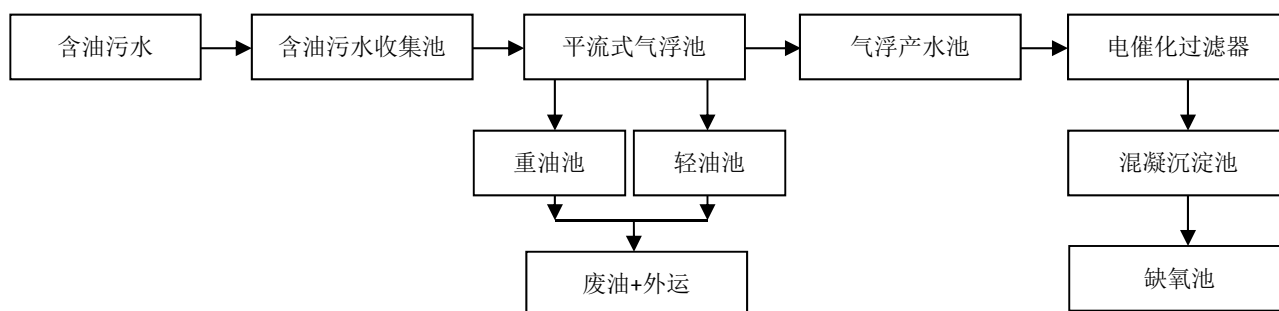 含油污水
含油污水收集池
平流式气浮池
气浮产水池
电催化过滤器
重油池
轻油池
混凝沉淀池
废油+外运
缺氧池